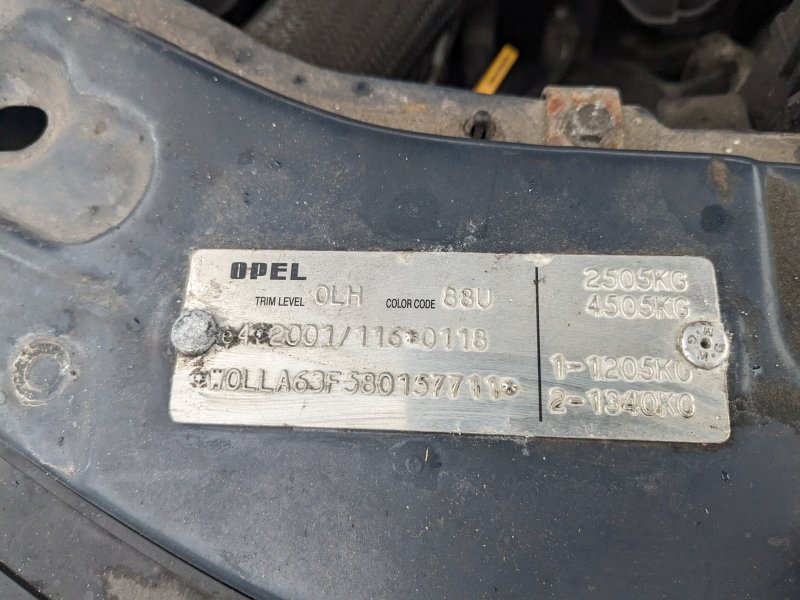 OPEL
TRIM LEVEL 0LH COLOR CODE 88U
e4*2001/116*0118
*W0LLA63F580157711*
2505KG
4505KG
1-1205KG
2-1340KG